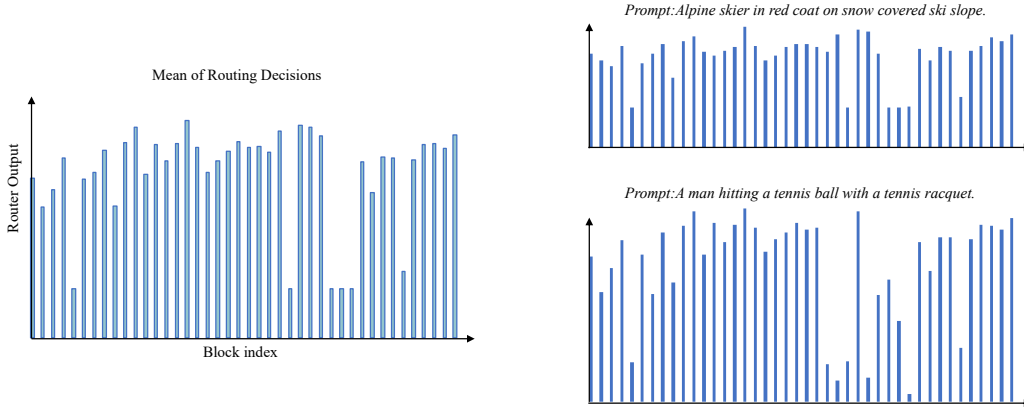 Mean of Routing Decisions
Router Output
Block index
Prompt:Alpine skier in red coat on snow covered ski slope.
Prompt:A man hitting a tennis ball with a tennis racquet.